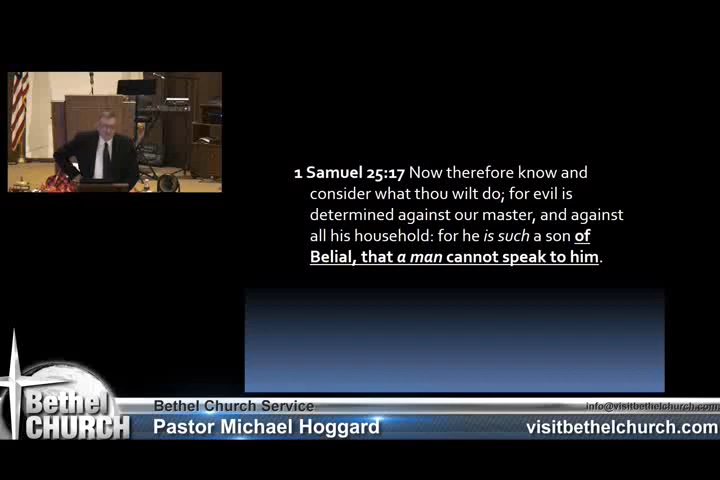 1 Samuel 25:17 Now therefore know and
consider what thou wilt do; for evil is
determined against our master, and against
all his household: for he is such a son of
Belial, that a man cannot speak to him.
Bethel
CHURCH
Bethel Church Service
info@visitbethelchurch.com
Pastor Michael Hoggard
visitbethelchurch.com